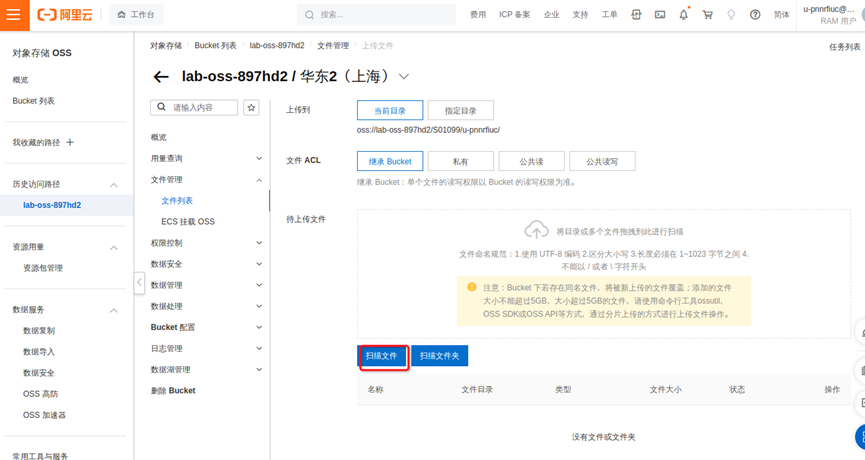 阿里云
工作台
搜索...
费用
ICP 备案
企业
支持
工单
简体
u-pnnrfiuc@...
RAM 用户
对象存储 OSS
概览
Bucket 列表
我收藏的路径
历史访问路径
lab-oss-897hd2
资源用量
资源包管理
数据服务
数据复制
数据导入
数据安全
OSS 高防
OSS 加速器
常用工具与服务
对象存储 / Bucket 列表 / lab-oss-897hd2 / 文件管理 / 上传文件
任务列表
lab-oss-897hd2 / 华东2（上海）
请输入内容
概览
用量查询
文件管理
文件列表
ECS 挂载 OSS
权限控制
数据安全
数据管理
数据处理
Bucket 配置
日志管理
数据湖管理
删除 Bucket
上传到
当前目录
指定目录
oss://lab-oss-897hd2/S01099/u-pnnrfiuc/
文件 ACL
继承 Bucket
私有
公共读
公共读写
继承 Bucket：单个文件的读写权限以 Bucket 的读写权限为准。
待上传文件
将目录或多个文件拖拽到此进行扫描
文件命名规范：1.使用 UTF-8 编码 2.区分大小写 3.长度必须在 1~1023 字节之间 4.
不能以 / 或者 \ 字符开头
注意：Bucket 下若存在同名文件，将被新上传的文件覆盖；添加的文件
大小不能超过5GB，大小超过5GB的文件，请使用命令行工具ossutil、
OSS SDK或OSS API等方式，通过分片上传的方式进行上传文件操作。
扫描文件
扫描文件夹
名称
文件目录
类型
文件大小
状态
操作
没有文件或文件夹